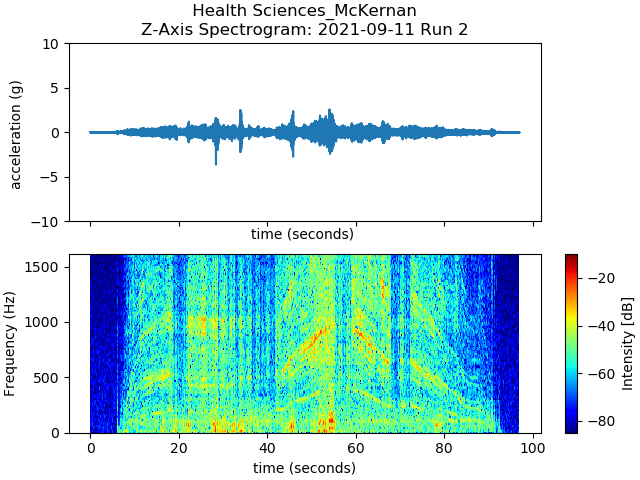 Health Sciences_McKernan
Z-Axis Spectrogram: 2021-09-11 Run 2
10
5
0
−5
−10
acceleration (g)
time (seconds)
1500
1000
500
0
Frequency (Hz)
0 20 40 60 80 100
time (seconds)
−20
−40
−60
−80
Intensity [dB]